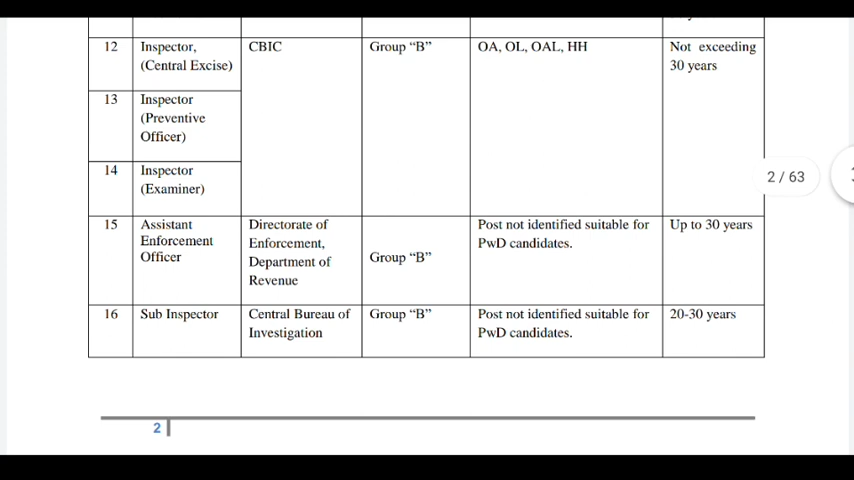 12 Inspector, CBIC Group “B” OA, OL, OAL, HH Not exceeding
(Central Excise) 30 years
13 Inspector
(Preventive
Officer)
14 Inspector
(Examiner)
2 / 63
15 Assistant Directorate of Post not identified suitable for Up to 30 years
Enforcement Enforcement, PwD candidates.
Officer Department of Group “B”
Revenue
16 Sub Inspector Central Bureau of Group “B” Post not identified suitable for 20-30 years
Investigation PwD candidates.
2